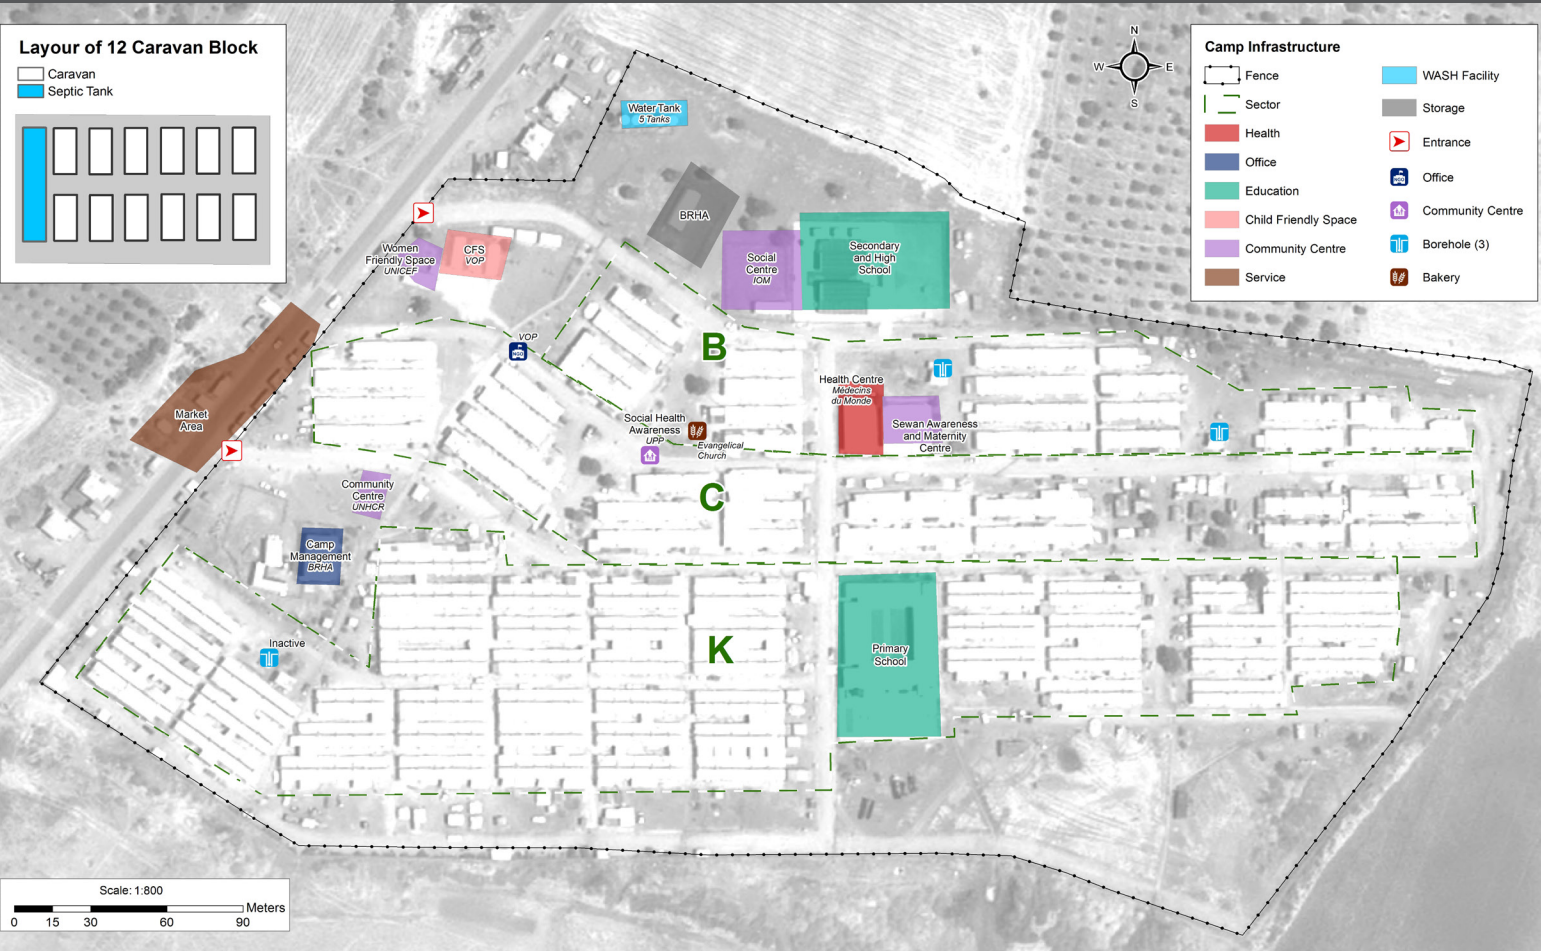 Layour of 12 Caravan Block
Caravan
Septic Tank
N
W
E
S
Camp Infrastructure
Fence
Sector
Health
Office
Education
Child Friendly Space
Community Centre
Service
WASH Facility
Storage
Entrance
Office
Community Centre
Borehole (3)
Bakery
Water Tank
5 Tanks
BRHA
Women
Friendly Space
UNICEF
CFS
VOP
Social
Centre
IOM
Secondary
and High
School
VOP
NGO
B
Health Centre
Médecins
du Monde
Market
Area
Social Health
Awareness
UPP
Evangelical
Church
Sewan Awareness
and Maternity
Centre
Community
Centre
UNHCR
C
Camp
Management
BRHA
Inactive
K
Primary
School
Scale: 1:800
Meters
0 15 30 60 90